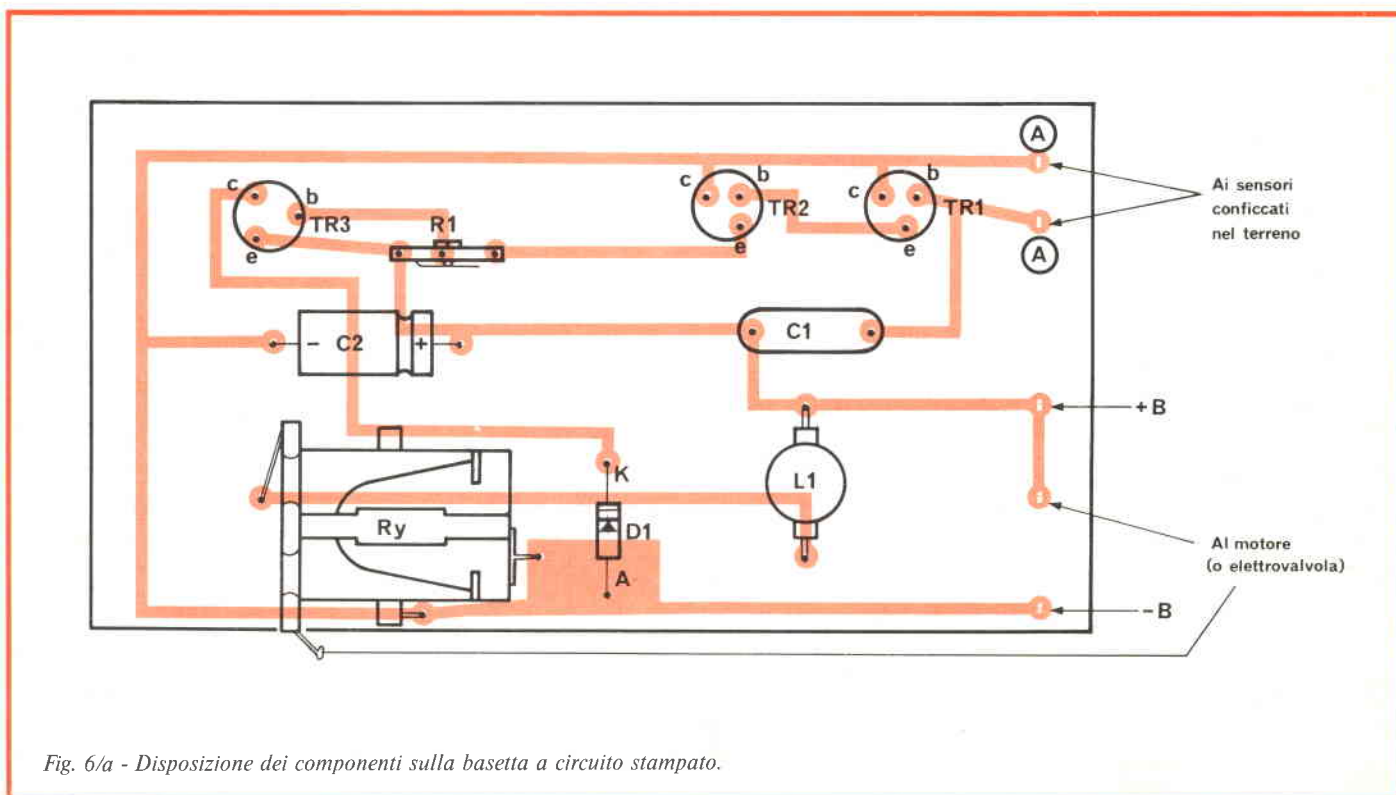 A
c
b
TR3
R1
e
c
b
TR2
e
c
b
TR1
e
Ai sensori
conficcati
nel terreno
A
- C2 +
C1
+B
K
L1
Ry
D1
A
Al motore
(o elettrovalvola)
-B
Fig. 6/a - Disposizione dei componenti sulla basetta a circuito stampato.